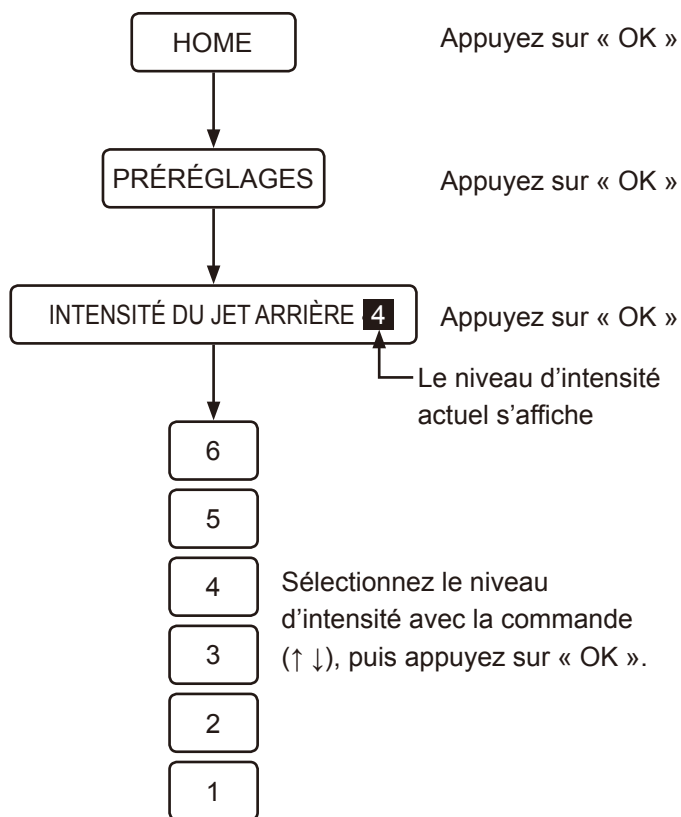 HOME
Appuyez sur « OK »
PRÉRÉGLAGES
Appuyez sur « OK »
INTENSITÉ DU JET ARRIÈRE 4
Appuyez sur « OK »
Le niveau d’intensité
actuel s’affiche
6
5
4
3
2
1
Sélectionnez le niveau
d’intensité avec la commande
(↑ ↓), puis appuyez sur « OK ».